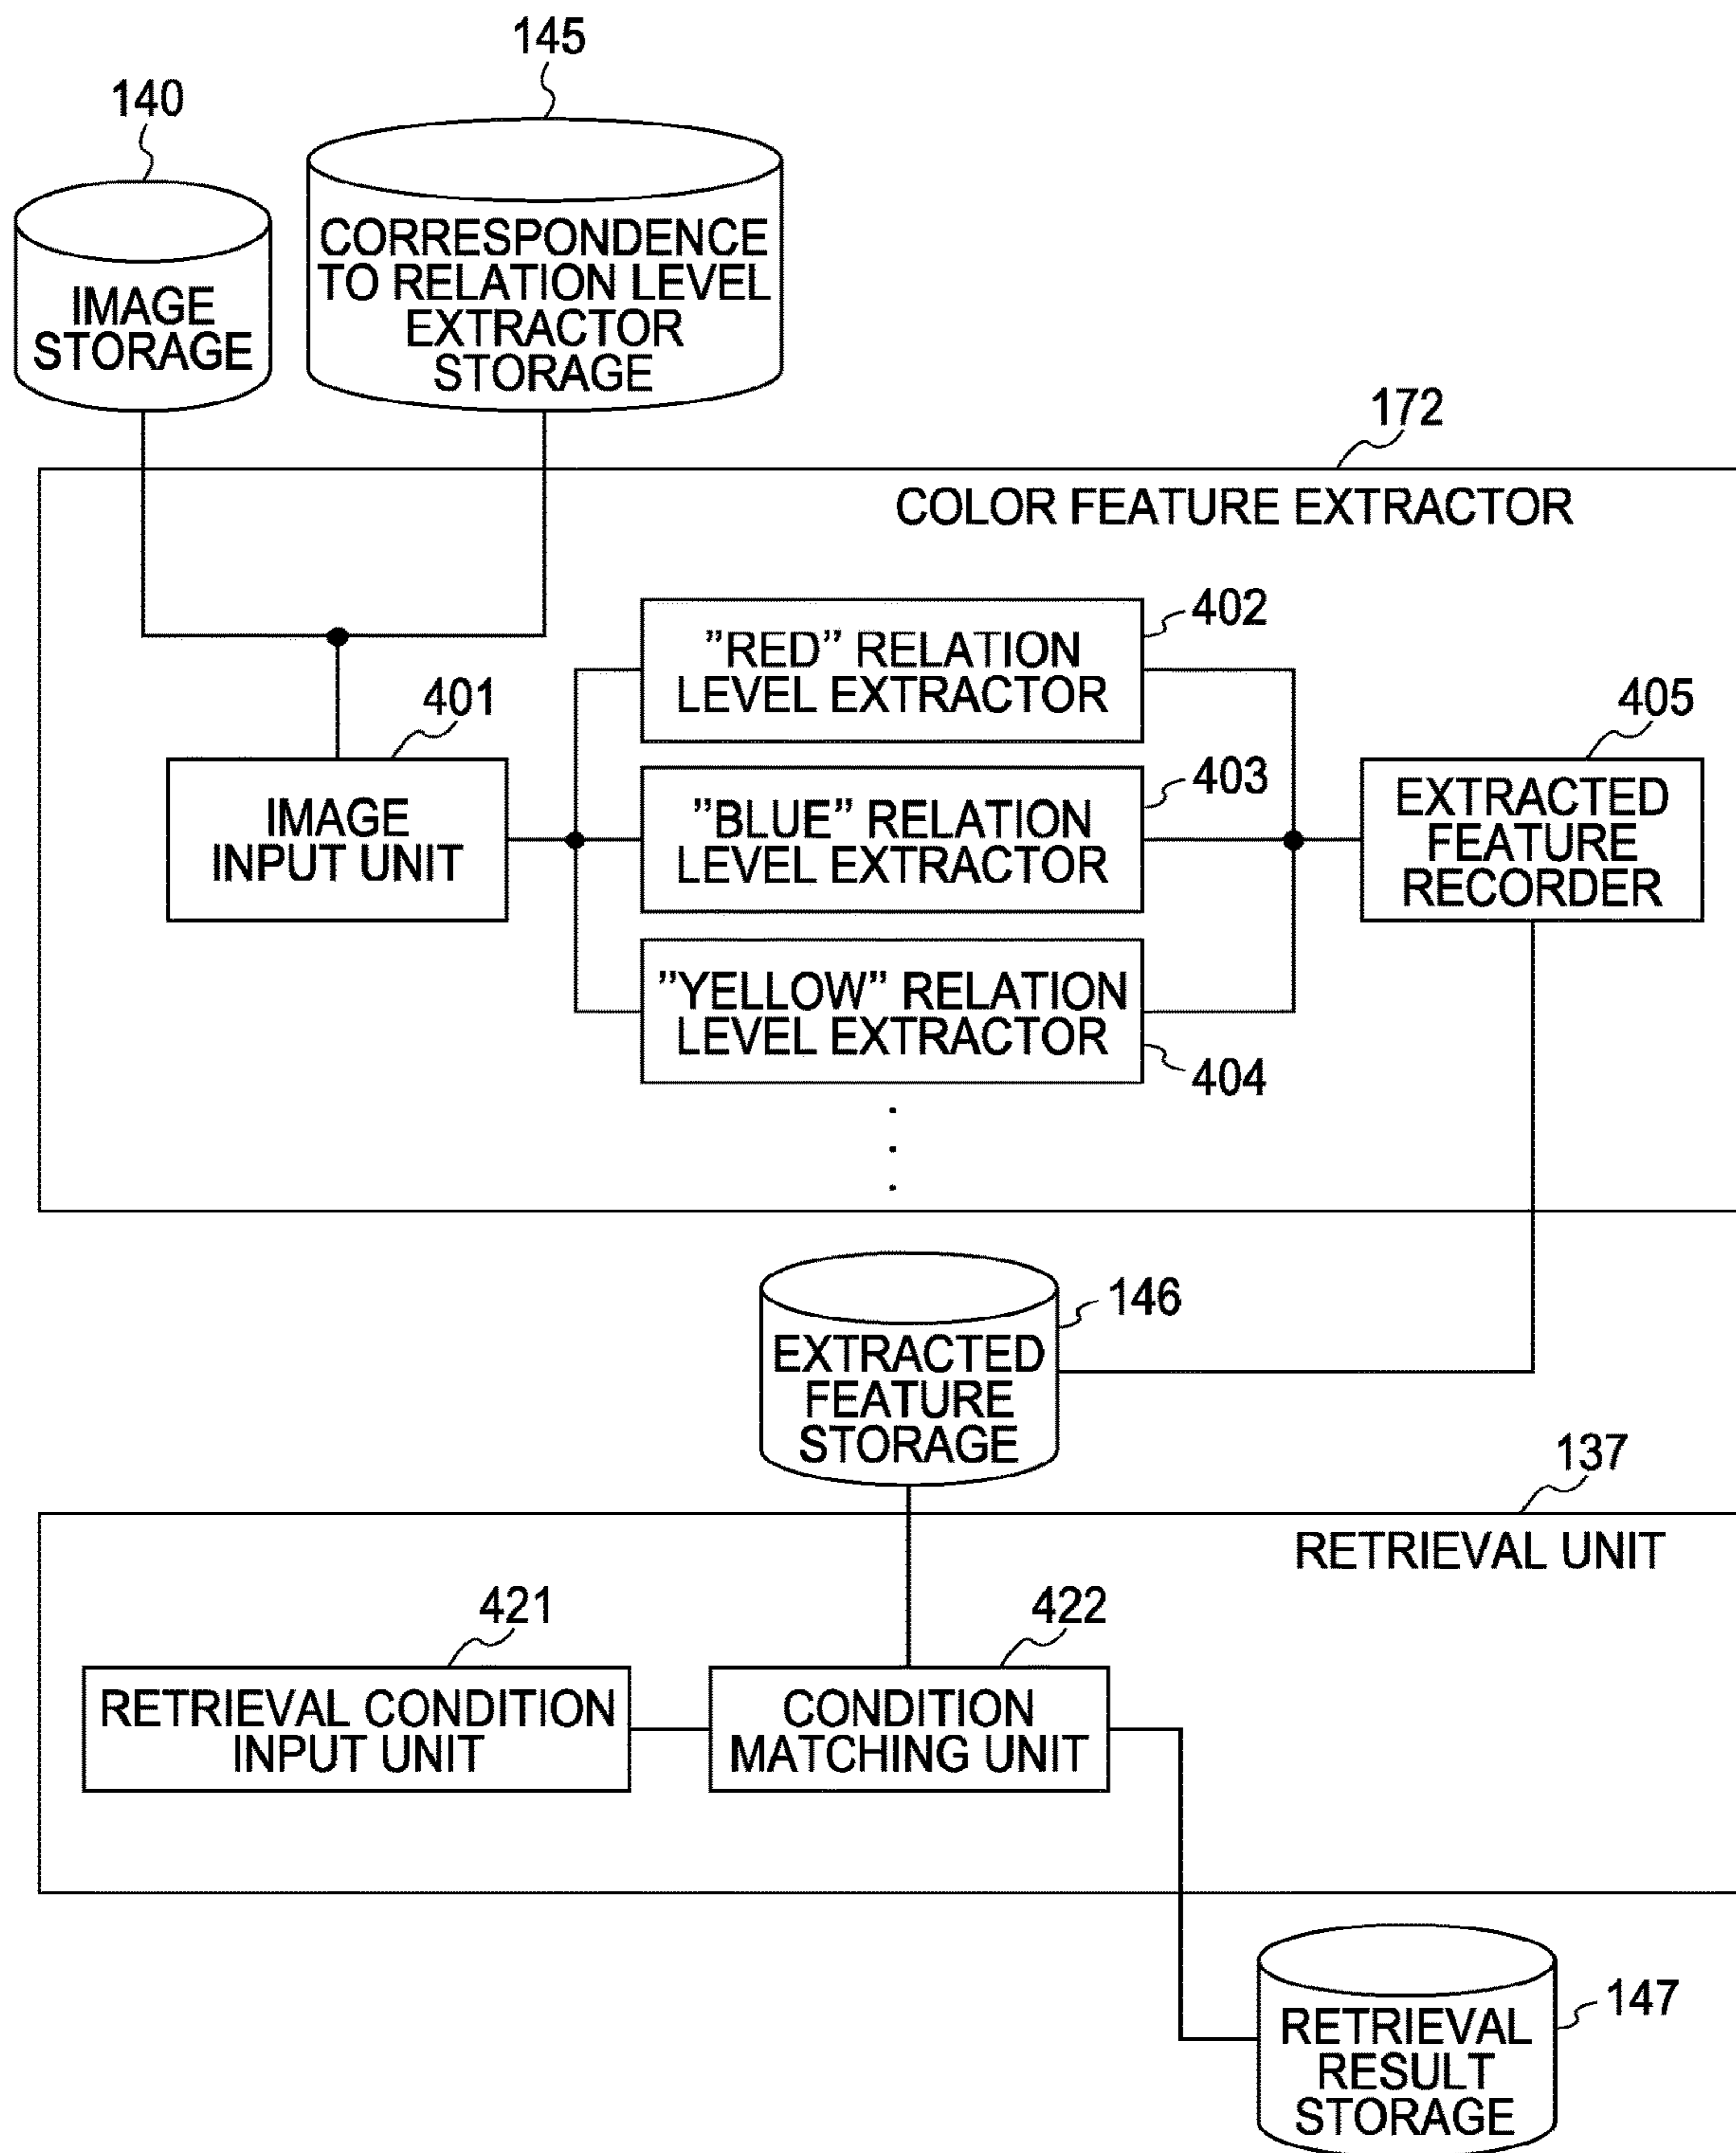 145
140
CORRESPONDENCE
TO RELATION LEVEL
EXTRACTOR
STORAGE
IMAGE
STORAGE
172
COLOR FEATURE EXTRACTOR
402
"RED" RELATION
LEVEL EXTRACTOR
401
405
IMAGE
INPUT UNIT
403
"BLUE" RELATION
LEVEL EXTRACTOR
EXTRACTED
FEATURE
RECORDER
"YELLOW" RELATION
LEVEL EXTRACTOR
404
146
EXTRACTED
FEATURE
STORAGE
137
RETRIEVAL UNIT
421
422
RETRIEVAL CONDITION
INPUT UNIT
CONDITION
MATCHING UNIT
147
RETRIEVAL
RESULT
STORAGE